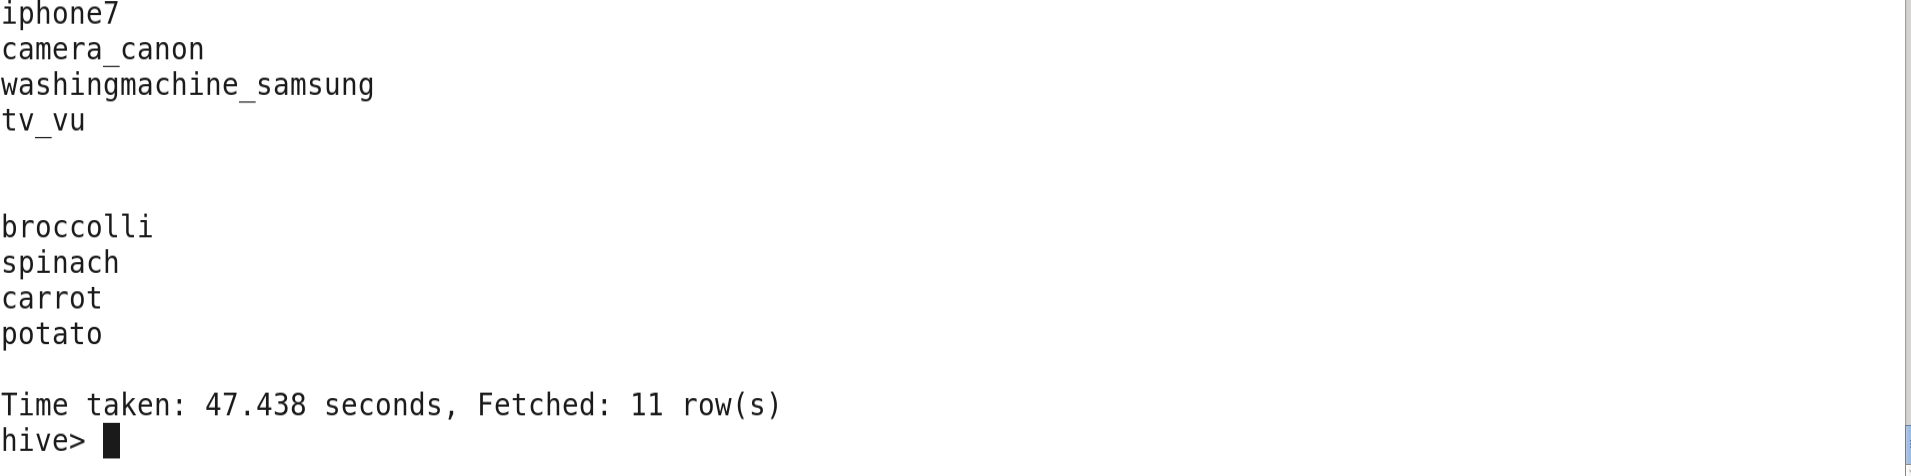 iphone7
camera_canon
washingmachine_samsung
tv_vu
broccolli
spinach
carrot
potato
Time taken: 47.438 seconds, Fetched: 11 row(s)
hive>